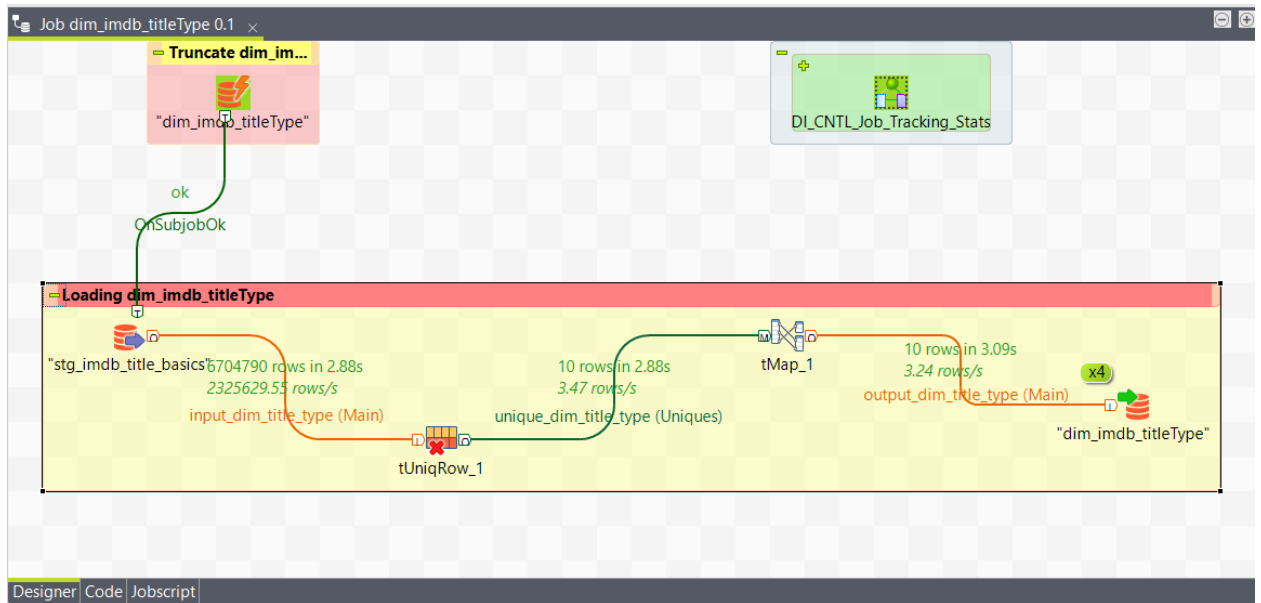 Job dim_imdb_titleType 0.1
Truncate dim_im...
"dim_imdb_titleType"
DI_CNTL_Job_Tracking_Stats
ok
OnSubjobOk
Loading dim_imdb_titleType
"stg_imdb_title_basics"
6704790 rows in 2.88s
2325629.55 rows/s
input_dim_title_type (Main)
tUniqRow_1
10 rows in 2.88s
3.47 rows/s
unique_dim_title_type (Uniques)
tMap_1
10 rows in 3.09s
3.24 rows/s
output_dim_title_type (Main)
x4
"dim_imdb_titleType"
Designer Code Jobscript